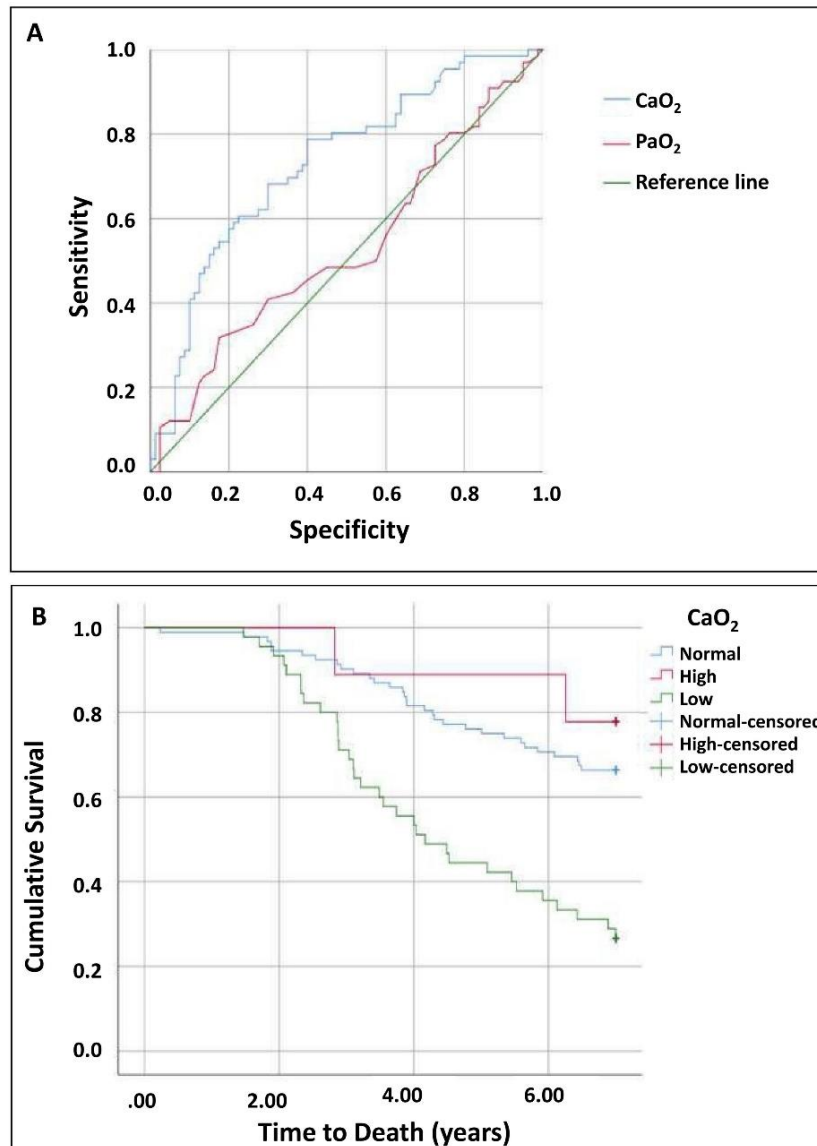 A
1.0
0.8
0.6
0.4
0.2
0.0
Sensitivity
0.0 0.2 0.4 0.6 0.8 1.0
Specificity
CaO₂
PaO₂
Reference line
B
1.0
0.8
0.6
0.4
0.2
0.0
Cumulative Survival
.00 2.00 4.00 6.00
Time to Death (years)
CaO₂
Normal
High
Low
Normal-censored
High-censored
Low-censored